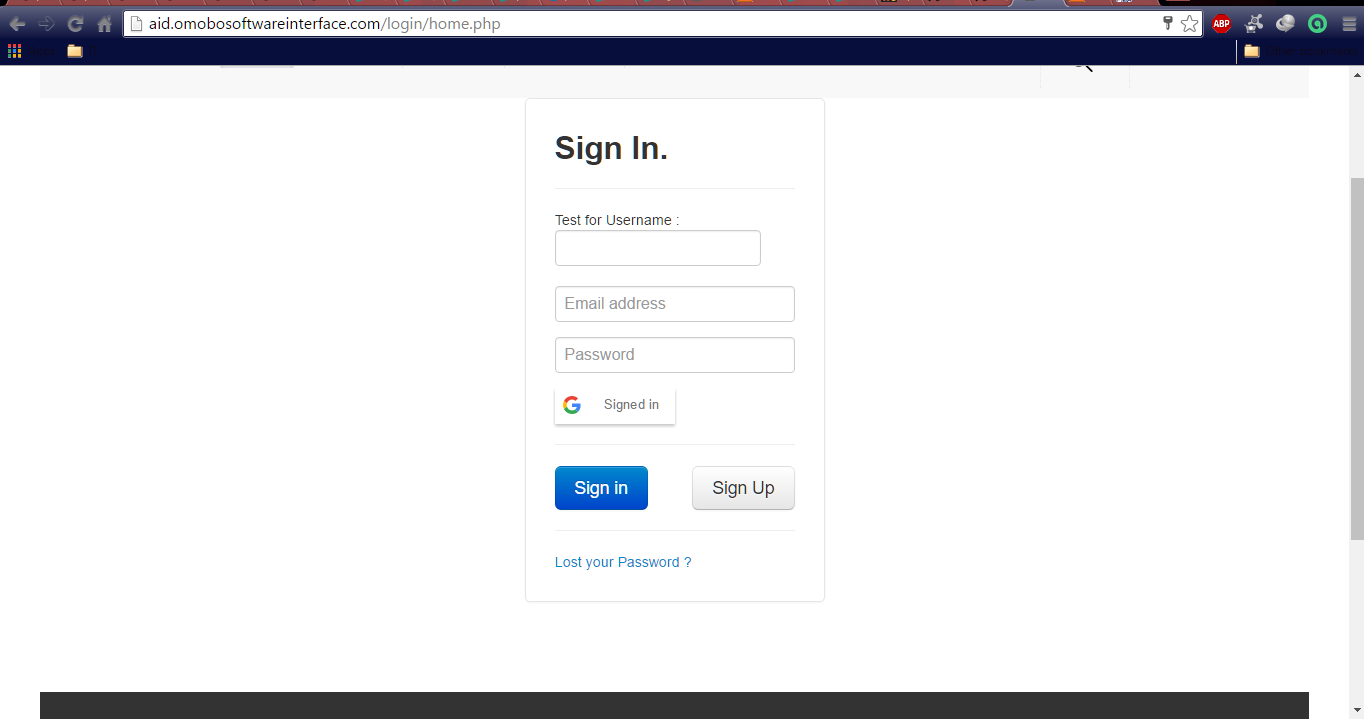 aid.omobosoftwareinterface.com/login/home.php
ABP
Sign In.
Test for Username :
Email address
Password
Signed in
Sign in
Sign Up
Lost your Password ?